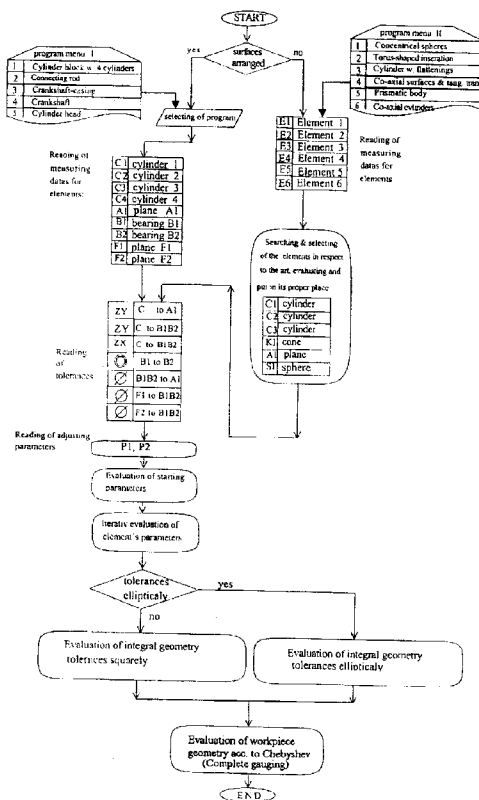 START
surfaces
arranged
yes
no
program menu I
1 Cylinder block w. 4 cylinders
2 Connecting rod
3 Crankshaft-casing
4 Crankshaft
5 Cylinder head
program menu II
1 Concentrical spheres
2 Torus-shaped
3 Cylinder w. flattenings
4 Co-axial surfaces & tang.
5 Prismatic body
6 Co-axial cylinders
selecting of program
Reading of
measuring
datas for
elements:
C1 cylinder 1
C2 cylinder 2
C3 cylinder 3
C4 cylinder 4
A1 plane A1
B1 bearing B1
B2 bearing B2
F1 plane F1
F2 plane F2
E1 Element 1
E2 Element 2
E3 Element 3
E4 Element 4
E5 Element 5
E6 Element 6
Reading of
measuring
datas for
elements
Searching & selecting
of the elements in respect
to the art, evaluating and
put in its proper place
C1 cylinder
C2 cylinder
C3 cylinder
K1 cone
A1 plane
S1 sphere
Reading
of
tolerances
ZY C to A1
ZY C to B1B2
ZX C to B1B2
B1 to B2
B1B2 to A1
F1 to B1B2
F2 to B1B2
Reading of adjusting
parameters
P1, P2
Evaluation of starting
parameters
Iterativ evaluation of
element's parameters
tolerances
ellipticaly
yes
no
Evaluation of integral geometry
tolernces squarely
Evaluation of integral geometry
tolerances ellipticaly
Evaluation of workpiece
geometry acc. to Chebyshev
(Complete gauging)
END